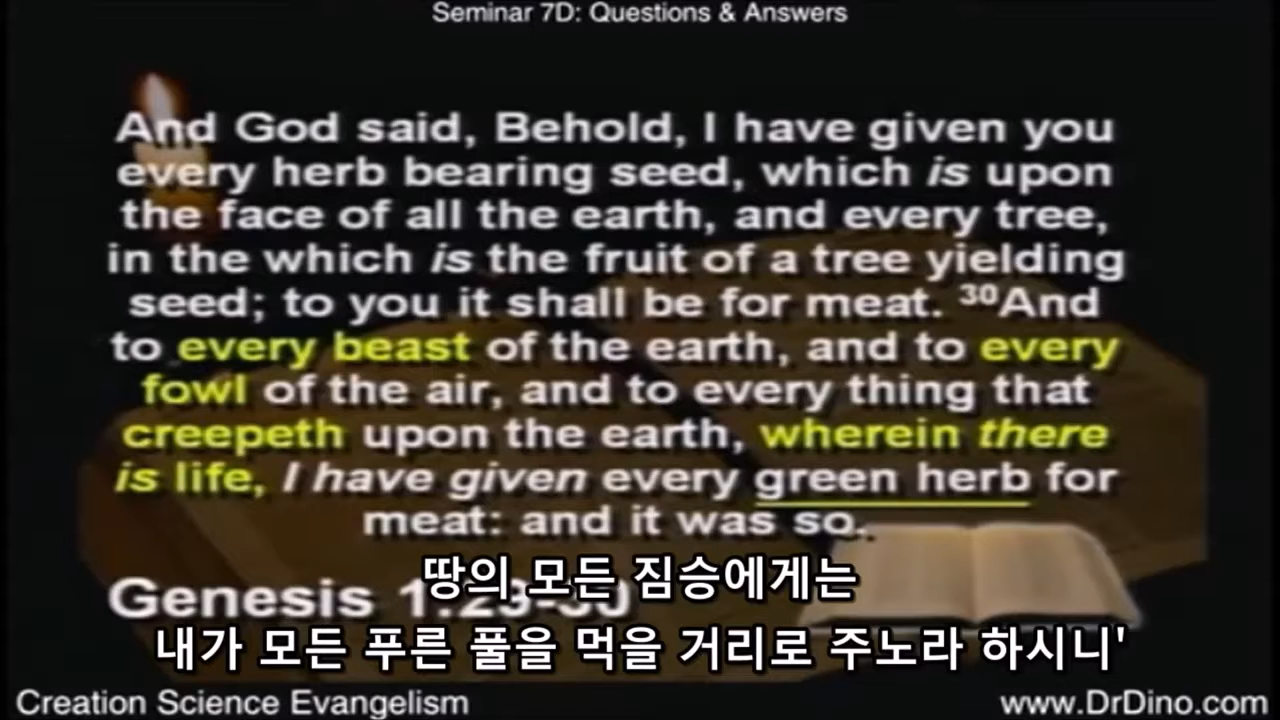 Seminar 7D: Questions & Answers
And God said, Behold, I have given you
every herb bearing seed, which is upon
the face of all the earth, and every tree,
in the which is the fruit of a tree yielding
seed; to you it shall be for meat. ³⁰And
to every beast of the earth, and to every
fowl of the air, and to every thing that
creepeth upon the earth, wherein there
is life, I have given every green herb for
meat: and it was so.
땅의 모든 짐승에게는
Genesis 1:29-30
내가 모든 푸른 풀을 먹을 거리로 주노라 하시니'
Creation Science Evangelism
www.DrDino.com